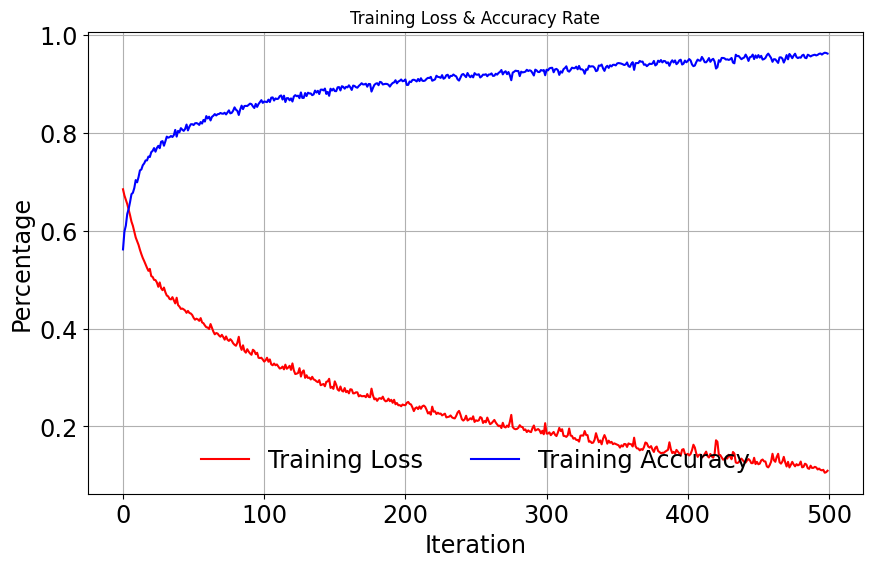 Training Loss & Accuracy Rate
1.0
0.8
0.6
0.4
0.2
Percentage
Training Loss
Training Accuracy
0
100
200
300
400
500
Iteration